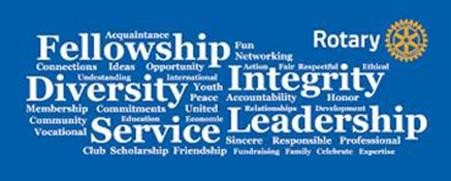 Acquaintance
Fellowship Fun
Networking
Rotary
Connections Ideas Opportunity
Action Fair Respectful Ethical
Undestanding International
Diversity Youth
Integrity
Peace Accountability Honor
Membership Commitments United
Relationships Development
Community Education Economic
Vocational Service Leadership
Sincere Responsible Professional
Club Scholarship Friendship Fundraising Family Celebrate Expertise